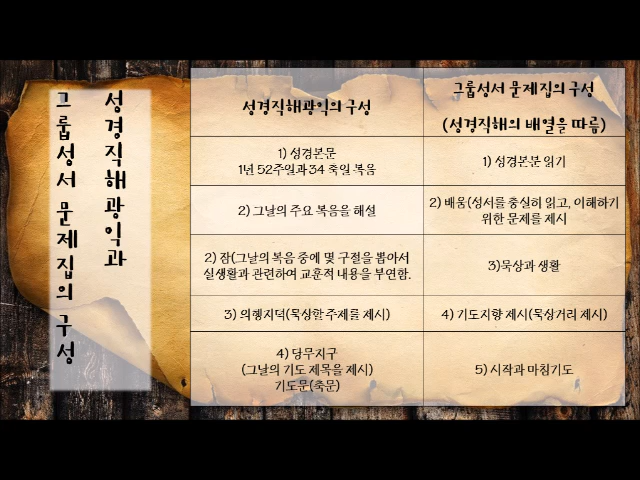 성경직해광익과
그룹성서 문제집의 구성
성경직해광익의 구성
그룹성서 문제집의 구성
(성경직해의 배열을 따름)
1) 성경본문
1년 52주일과 34 축일 복음
1) 성경본분 읽기
2) 그날의 주요 복음을 해설
2) 배움(성서를 충실히 읽고, 이해하기
위한 문제를 제시
2) 잠(그날의 복음 중에 몇 구절을 뽑아서
실생활과 관련하여 교훈적 내용을 부연함.
3)묵상과 생활
3) 의행지덕(묵상할 주제를 제시)
4) 기도지향 제시(묵상거리 제시)
4) 당무지구
(그날의 기도 제목을 제시)
기도문(축문)
5) 시작과 마침기도